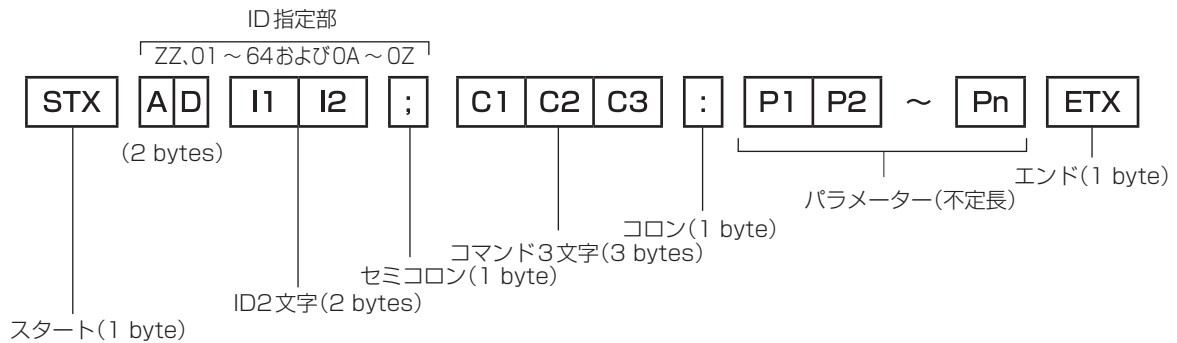 ID指定部
ZZ、01～64および0A～0Z
STX A D I1 I2 ; C1 C2 C3 : P1 P2 ～ Pn ETX
(2 bytes)
エンド(1 byte)
パラメーター(不定長)
コロン(1 byte)
コマンド3文字(3 bytes)
セミコロン(1 byte)
ID2文字(2 bytes)
スタート(1 byte)